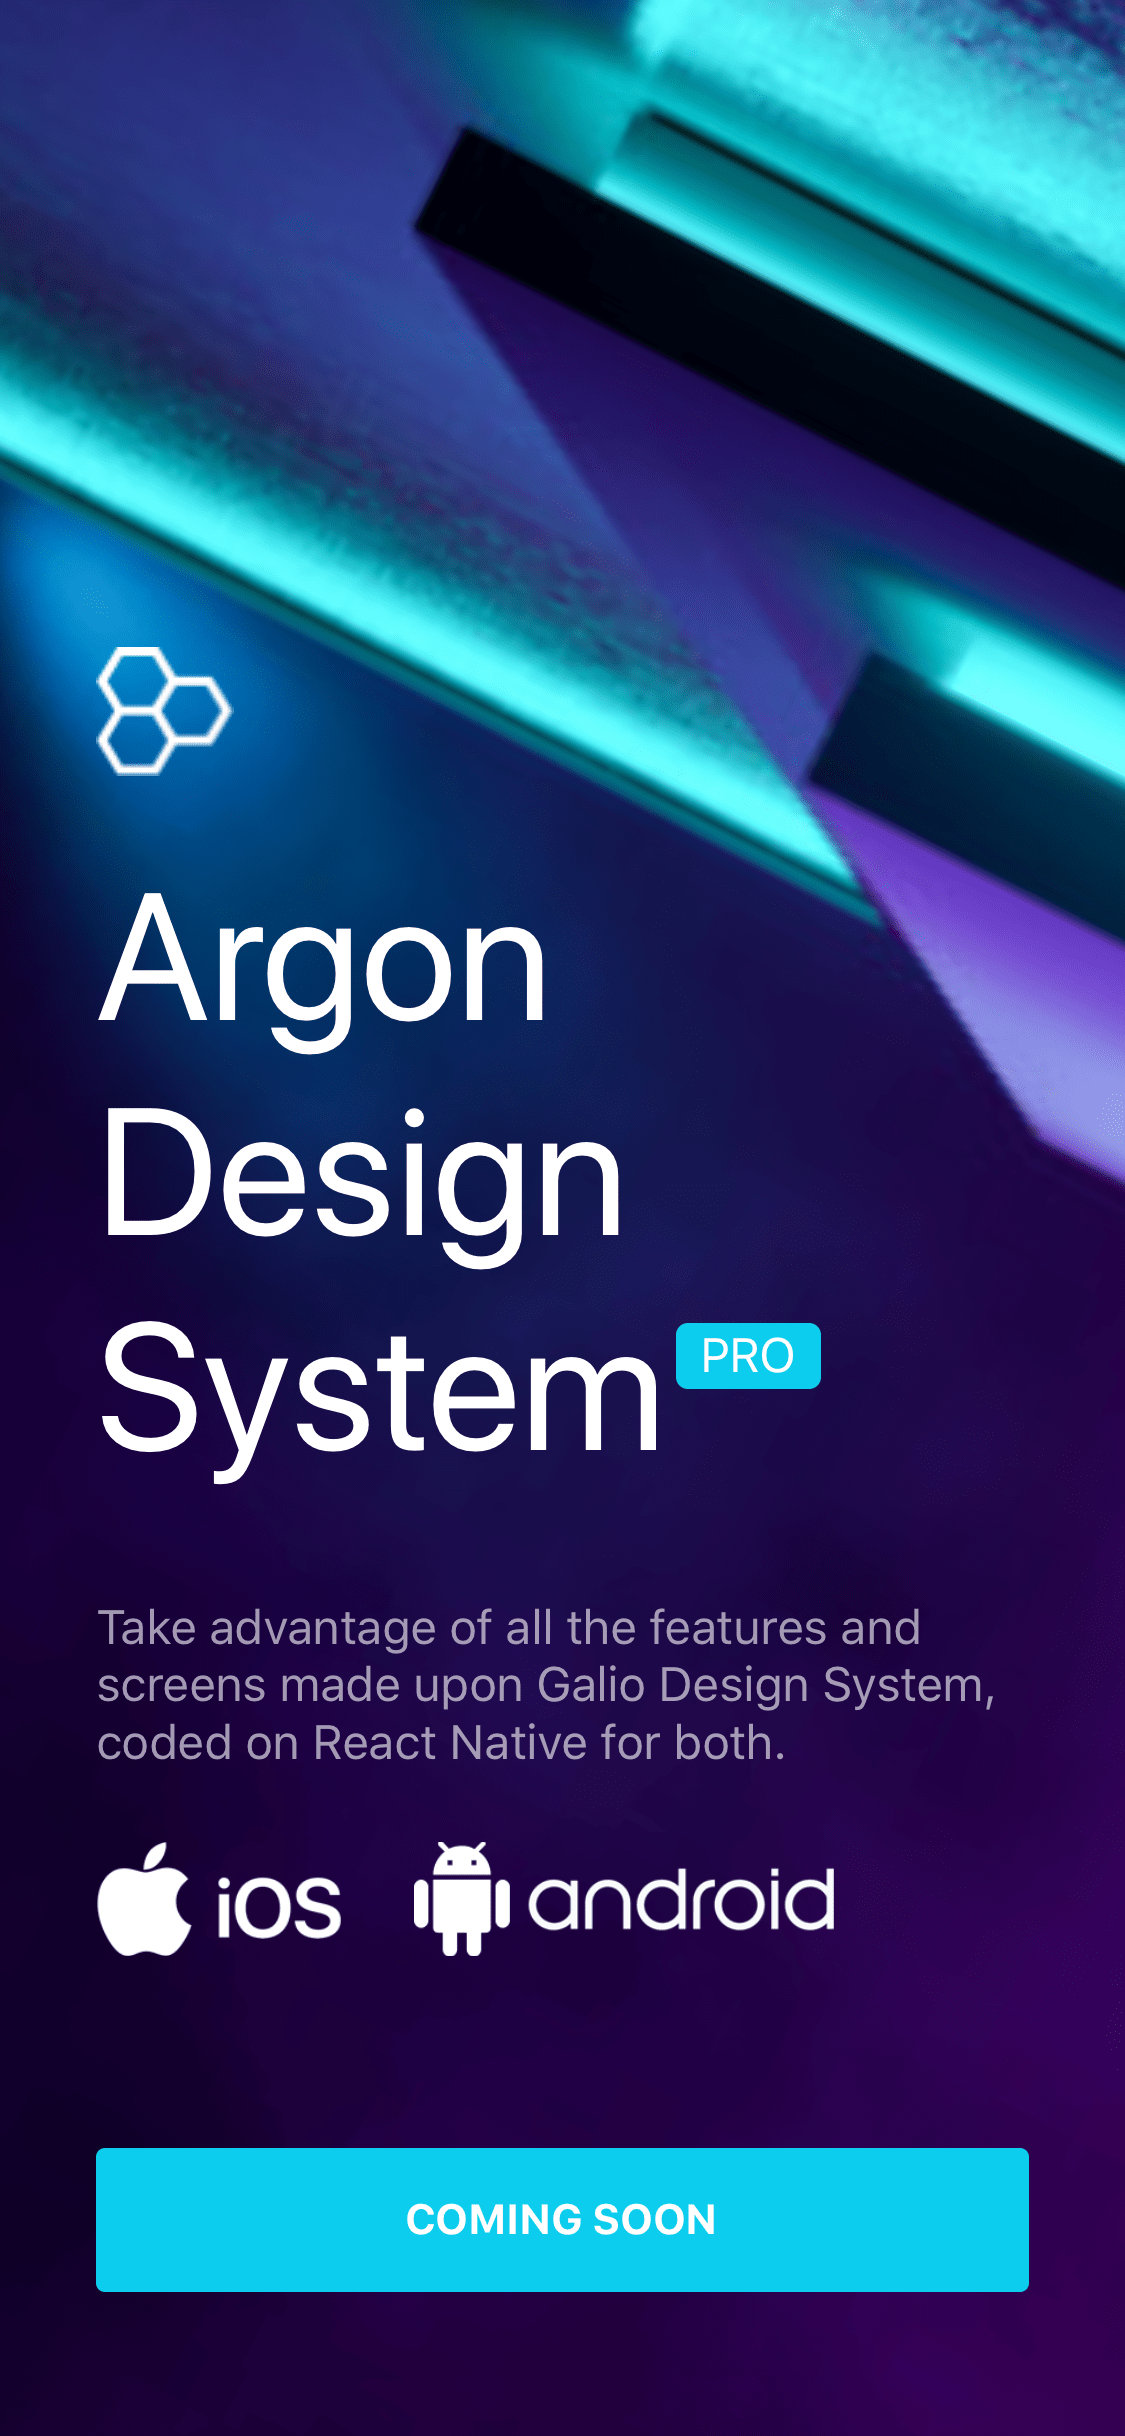 Argon
Design
System PRO
Take advantage of all the features and
screens made upon Galio Design System,
coded on React Native for both.
iOS android
COMING SOON